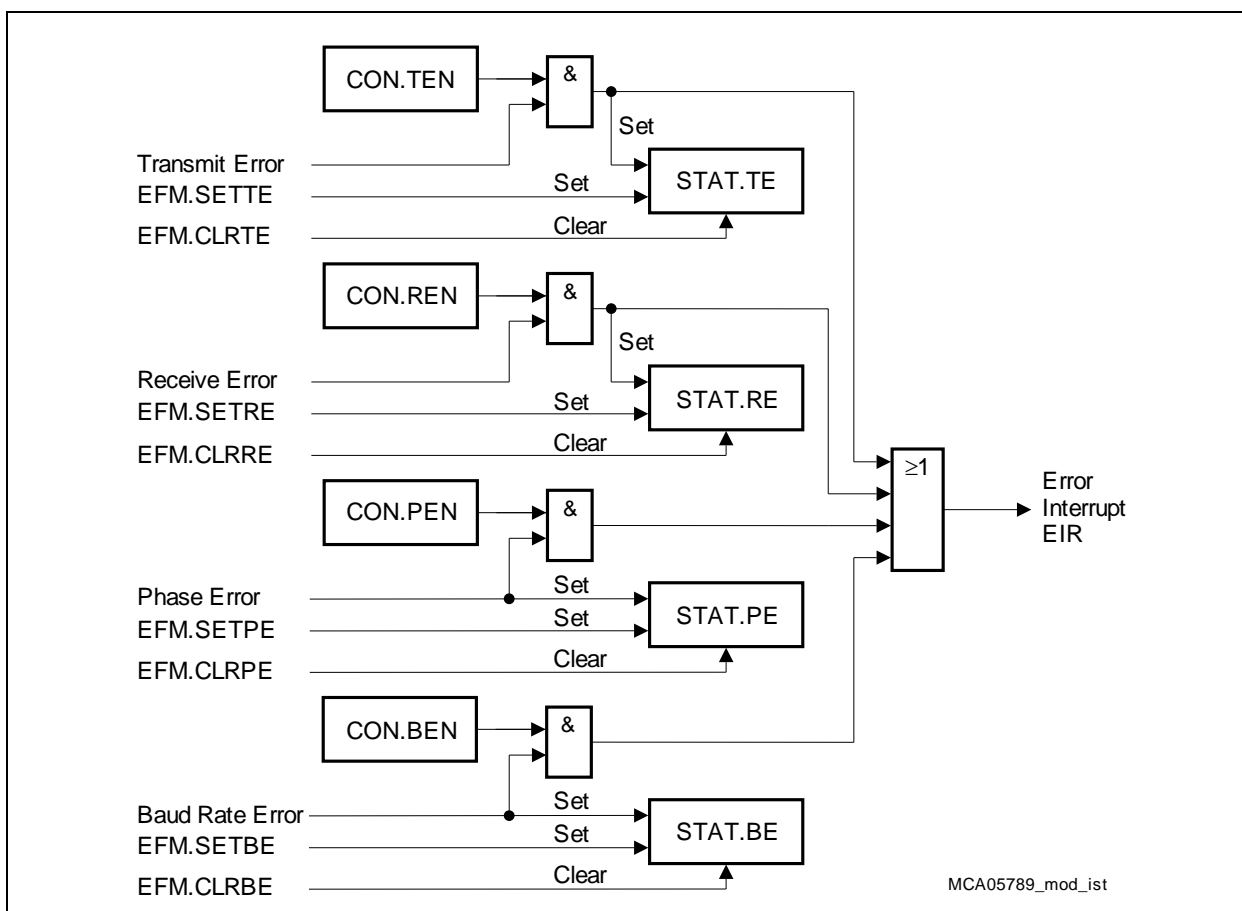 CON.TEN
&
Set
Transmit Error
Set
STAT.TE
EFM.SETTE
Clear
EFM.CLRTE
CON.REN
&
Set
Receive Error
Set
STAT.RE
EFM.SETRE
Clear
EFM.CLRRE
≥1
Error
Interrupt
EIR
CON.PEN
&
Phase Error
Set
STAT.PE
EFM.SETPE
Set
EFM.CLRPE
Clear
CON.BEN
&
Baud Rate Error
Set
STAT.BE
EFM.SETBE
Set
EFM.CLRBE
Clear
MCA05789_mod_ist